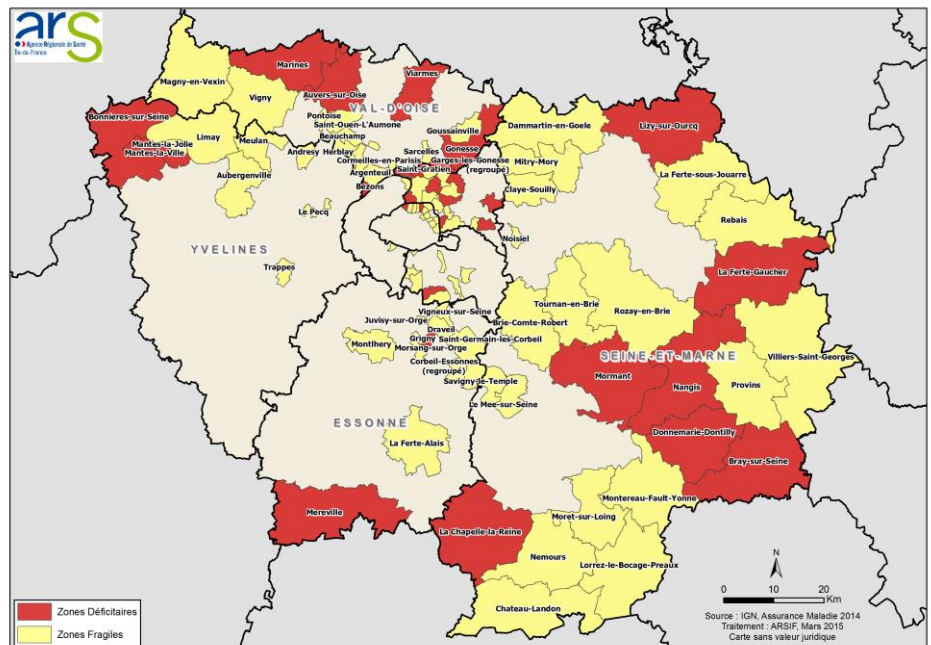 ars
Agence Régionale de Santé
Île-de-France
Marines
Viarmes
Magny-en-Vexin
Auvers-sur-Oise
Vigny
VAL-D'OISE
Bonnieres-sur-Seine
Pontoise
Saint-Ouen-L'Aumone
Goussainville
Dammartin-en-Goele
Lizy-sur-Ourcq
Limay
Beauchamp
Mantes-la-Jolie
Meulan
Sarcelles
Gonesse
Mantes-la-Ville
Andresy
Herblay
Cormeilles-en-Parisis
Garges-les-Gonesse
(regroupé)
Mitry-Mory
Saint-Gratien
Aubergenville
Argenteuil
La Ferte-sous-Jouarre
Bezons
Claye-Souilly
Le Pecq
Rebais
Noisiel
YVELINES
Trappes
La Ferte-Gaucher
Tournan-en-Brie
Vigneux-sur-Seine
Rozay-en-Brie
Juvisy-sur-Orge
Brie-Comte-Robert
Draveil
Grigny
Saint-Germain-les-Corbeil
Montlhery
Morsang-sur-Orge
SEINE-ET-MARNE
Villiers-Saint-Georges
Corbeil-Essonnes
(regroupé)
Mormant
Nangis
Savigny-le-Temple
Provins
Le Mee-sur-Seine
ESSONNE
Donnemarie-Dontilly
La Ferte-Alais
Bray-sur-Seine
Montereau-Fault-Yonne
Mereville
Moret-sur-Loing
La Chapelle-la-Reine
Nemours
Lorrez-le-Bocage-Preaux
Chateau-Landon
N
0 10 20
Km
Zones Déficitaires
Zones Fragiles
Source : IGN, Assurance Maladie 2014
Traitement : ARSIF, Mars 2015
Carte sans valeur juridique